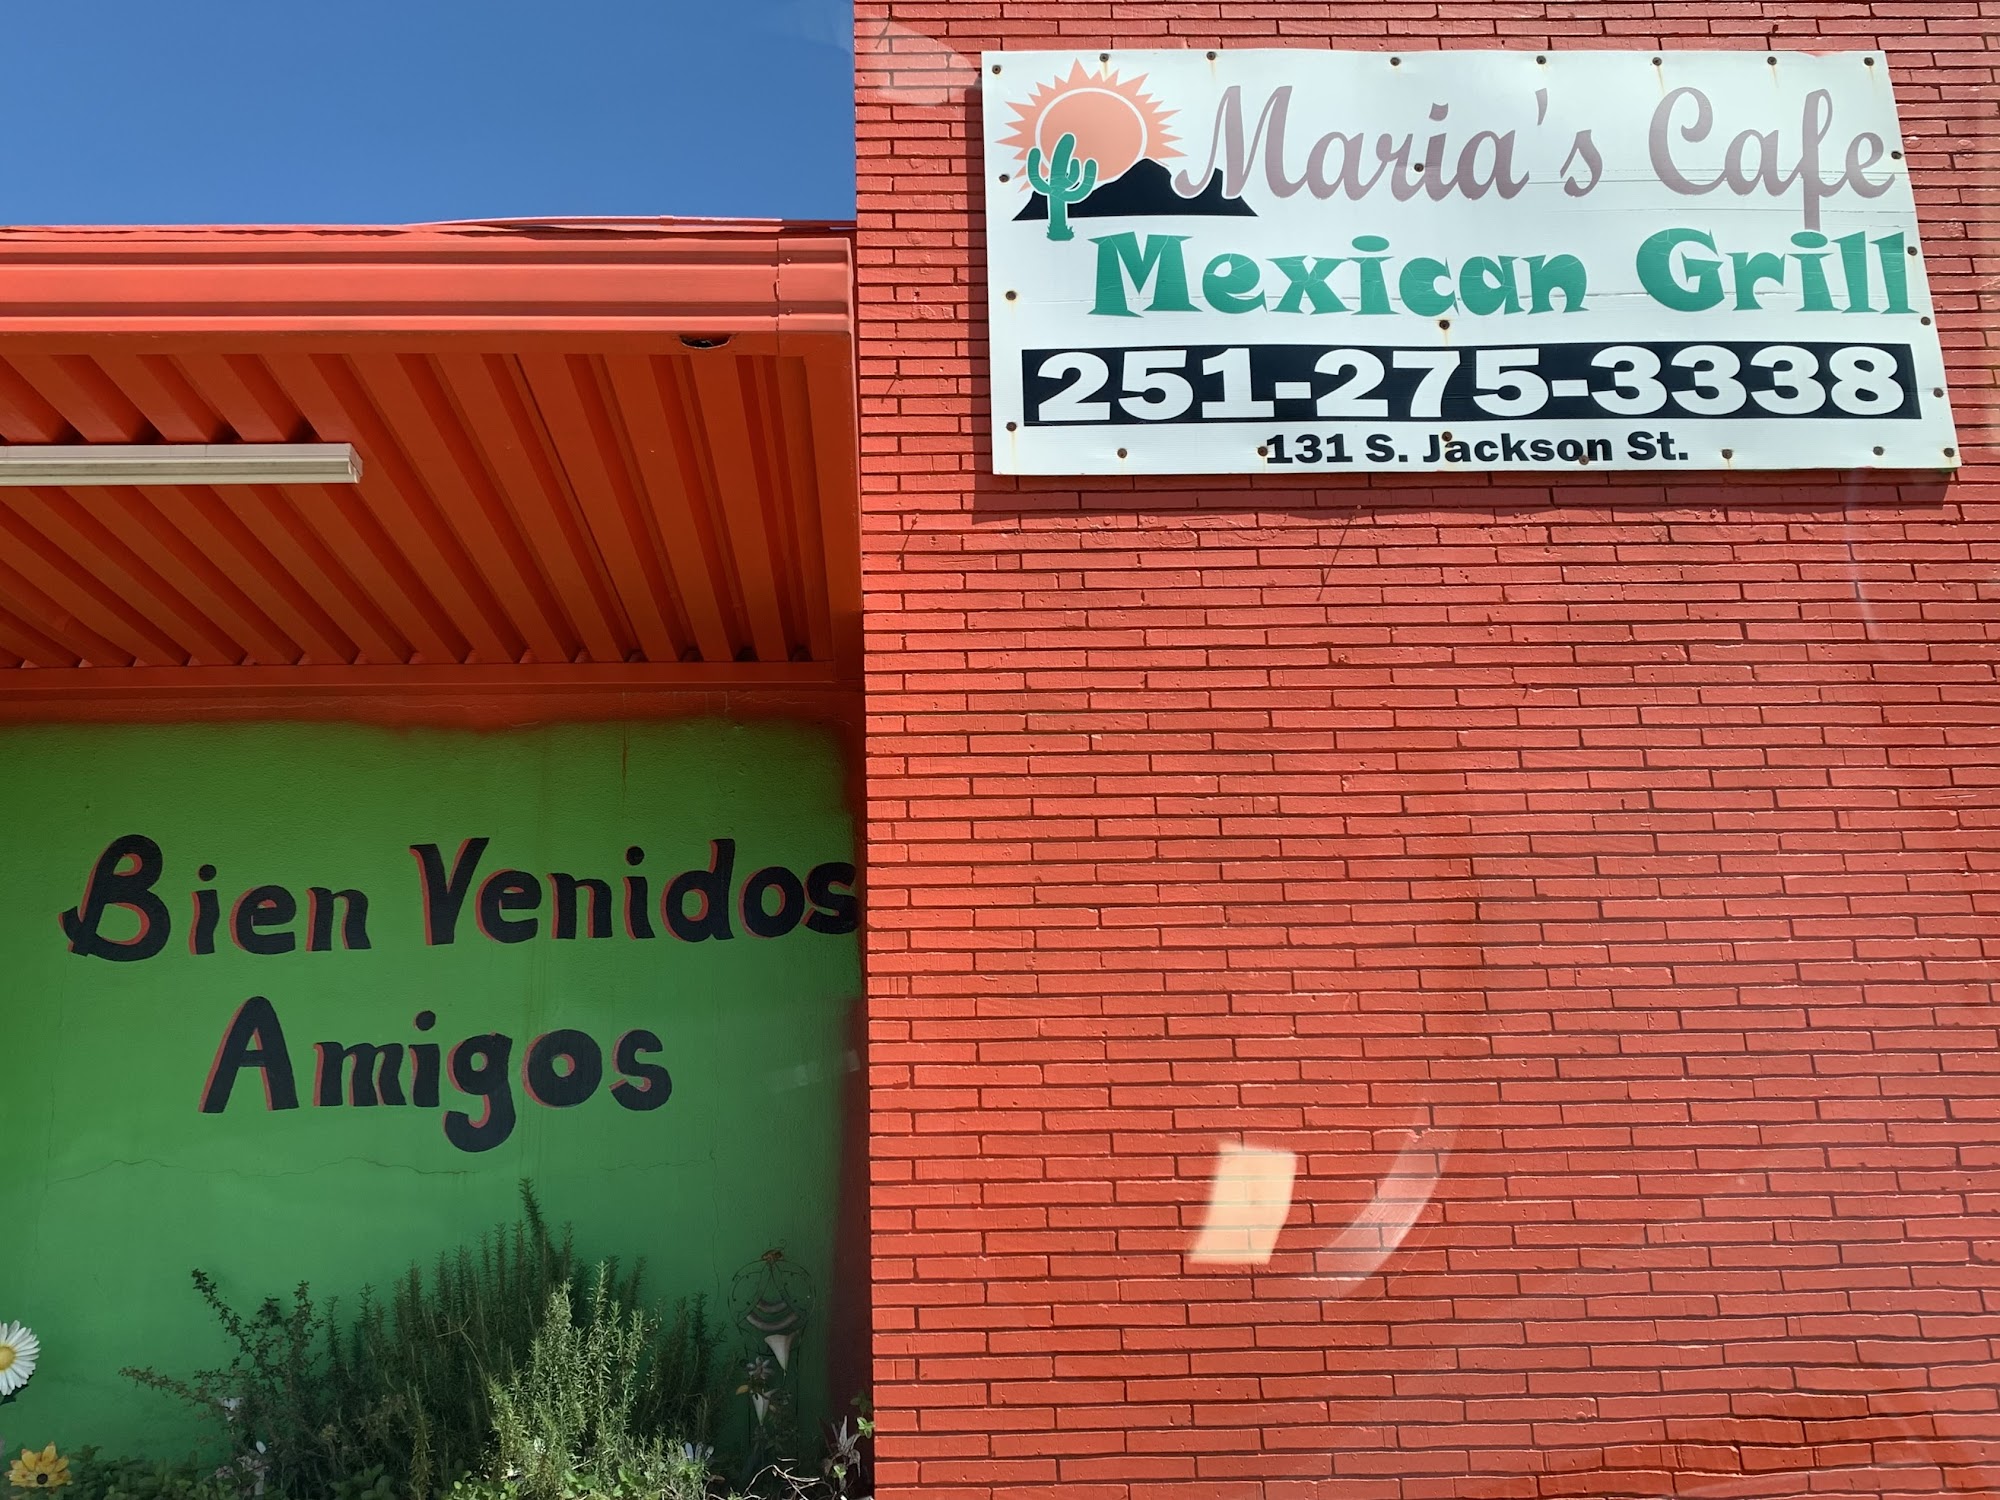 Maria's Cafe
Mexican Grill
251-275-3338
131 S. Jackson St.
Bien Venidos
Amigos